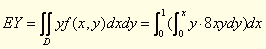 EY = ∬_D yf(x, y)dxdy = ∫_0^1(∫_0^x y · 8xydy)dx